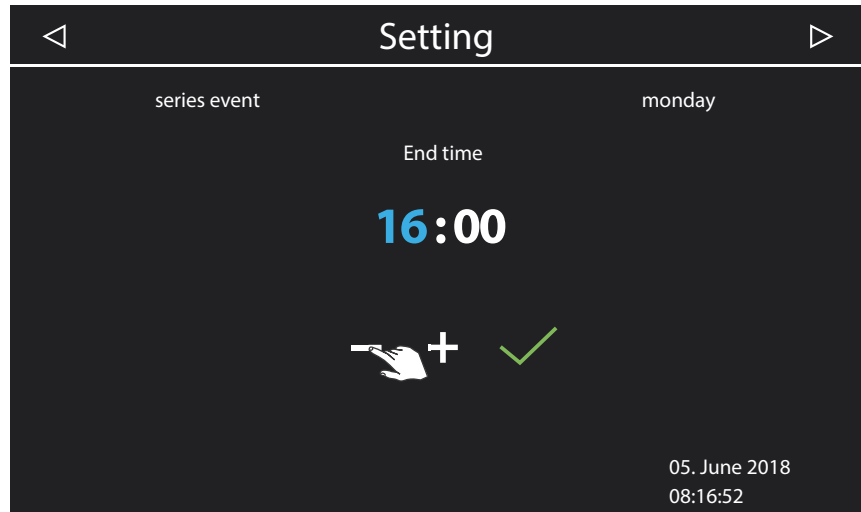 Setting
series event monday
End time
16:00
- + 
05. June 2018
08:16:52